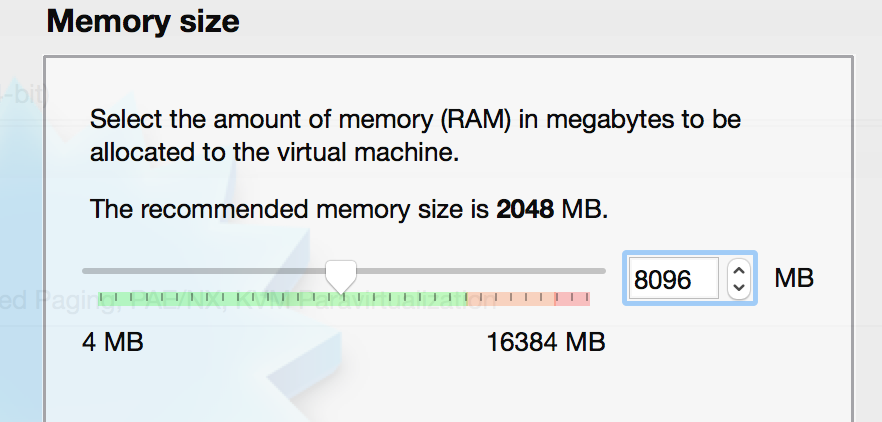 Memory size
-bit)
Select the amount of memory (RAM) in megabytes to be
allocated to the virtual machine.
The recommended memory size is 2048 MB.
8096 MB
ed Paging, PAE/NX, KVM Paravirtualization
4 MB 16384 MB